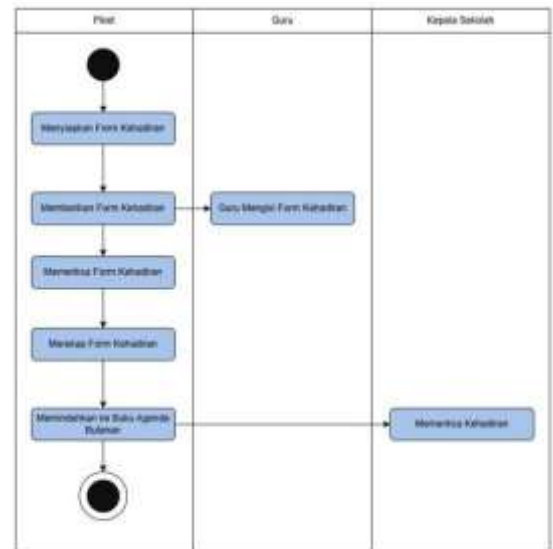 Piket
Guru
Kepala Sekolah
Menyiapkan Form Kehadiran
Memberikan Form Kehadiran
Guru Mengisi Form Kehadiran
Memeriksa Form Kehadiran
Merekap Form Kehadiran
Memindahkan ke Buku Agenda
Bulanan
Memeriksa Kehadiran